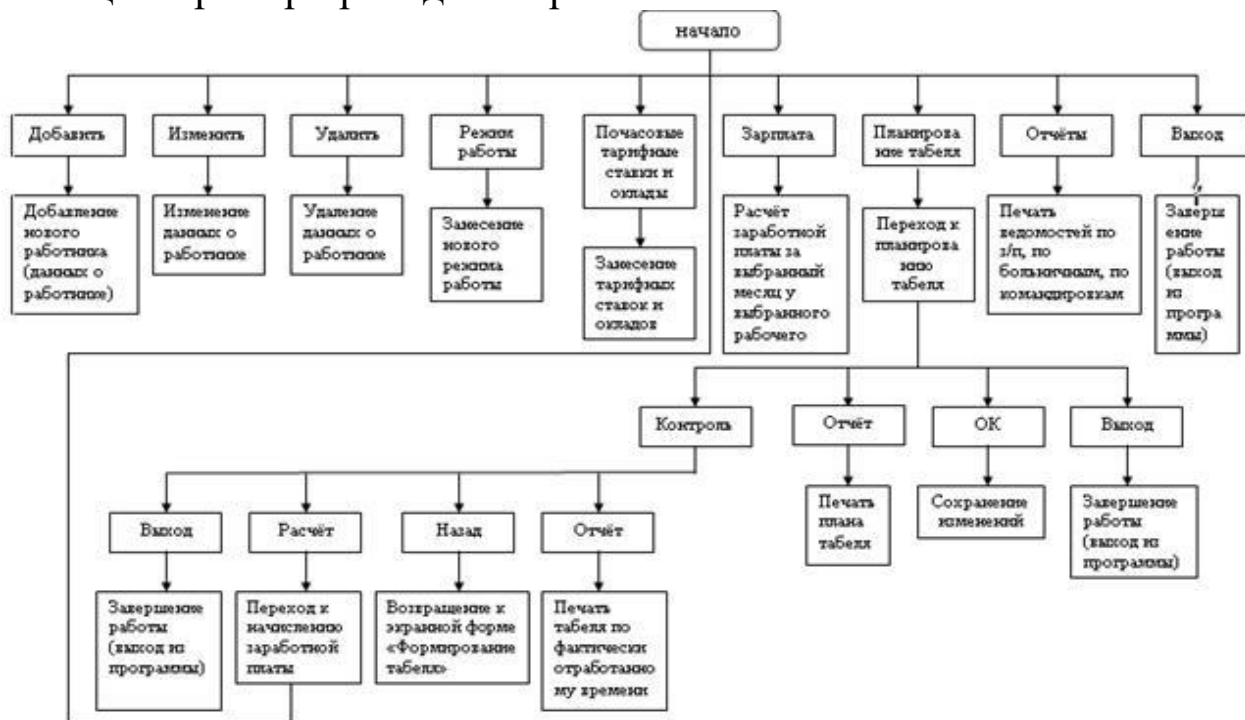 начало
Добавить
Изменить
Удалить
Режим
работы
Почасовые
тарифные
ставки и
оклады
Зарплата
Планирова
ние табеля
Отчёты
Выход
Добавление
нового
работника
(данных о
работнике)
Изменение
данных о
работнике
Удаление
данных о
работнике
Занесение
нового
режима
работы
Занесение
тарифных
ставок и
окладов
Расчёт
заработной
платы за
выбранный
месяц у
выбранного
рабочего
Переход к
планирова
нию
табеля
Печать
ведомостей по
з/п, по
больничным, по
командировкам
Заверш
ение
работы
(выход
из
програ
ммы)
Контроль
Отчёт
ОК
Выход
Печать
плана
табеля
Сохранение
изменений
Завершение
работы
(выход из
программы)
Выход
Расчёт
Назад
Отчёт
Завершение
работы
(выход из
программы)
Переход к
начислению
заработной
платы
Возвращение к
экранной форме
«Формирование
табеля»
Печать
табеля по
фактически
отработанно
му времени